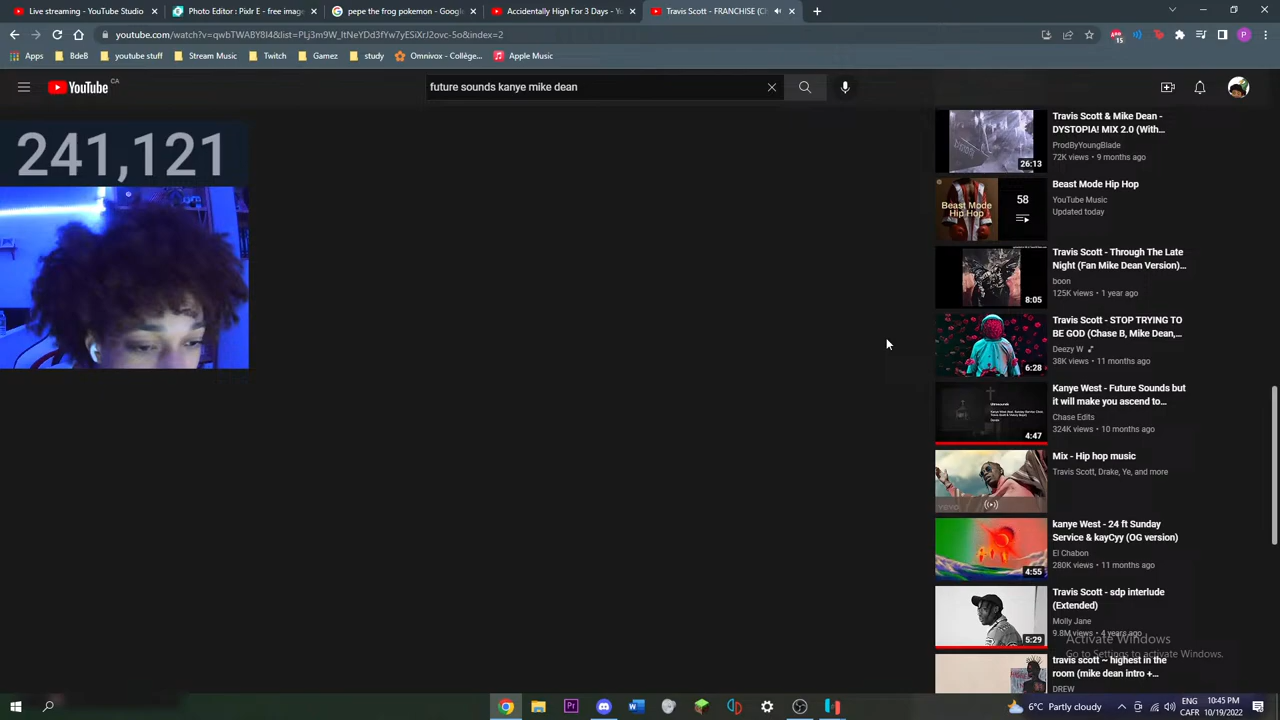 Live streaming - YouTube Studio
Photo Editor : Pixlr E - free image
pepe the frog pokemon - Google
Accidentally High For 3 Days - Yo
Travis Scott - FRANCHISE (Ch
youtube.com/watch?v=qwbTWABY8I4&list=PLj3m9W_ItNeYDd3fYw7yESiXrJ2ovc-5o&index=2
15
P
Apps
BdeB
youtube stuff
Stream Music
Twitch
Gamez
study
Omnivox - Collège...
Apple Music
YouTube CA
future sounds kanye mike dean
241,121
Travis Scott & Mike Dean -
DYSTOPIA! MIX 2.0 (With...
ProdByYoungBlade
72K views • 9 months ago
26:13
Beast Mode
Hip Hop
58
Beast Mode Hip Hop
YouTube Music
Updated today
Travis Scott - Through The Late
Night (Fan Mike Dean Version)...
boon
125K views • 1 year ago
8:05
Travis Scott - STOP TRYING TO
BE GOD (Chase B, Mike Dean,...
Deezy W
38K views • 11 months ago
6:28
Kanye West - Future Sounds but
it will make you ascend to...
Chase Edits
324K views • 10 months ago
4:47
Mix - Hip hop music
Travis Scott, Drake, Ye, and more
vevo
kanye West - 24 ft Sunday
Service & kayCyy (OG version)
El Chabon
280K views • 11 months ago
4:55
Travis Scott - sdp interlude
(Extended)
Molly Jane
9.8M views • 4 years ago
5:29
Activate Windows
Go to Settings to activate Windows.
travis scott ~ highest in the
room (mike dean intro +...
DREW
6°C Partly cloudy
ENG
CAFR
10:45 PM
10/19/2022